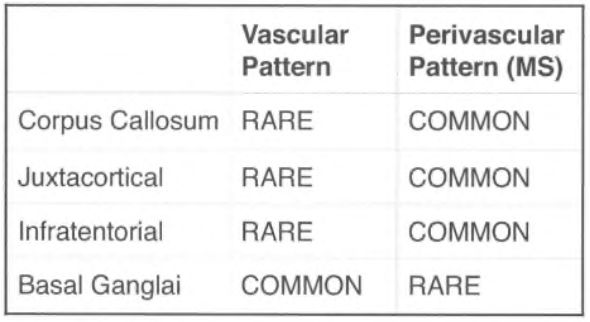 Vascular Pattern Perivascular Pattern (MS)
Corpus Callosum RARE COMMON
Juxtacortical RARE COMMON
Infratentorial RARE COMMON
Basal Ganglai COMMON RARE